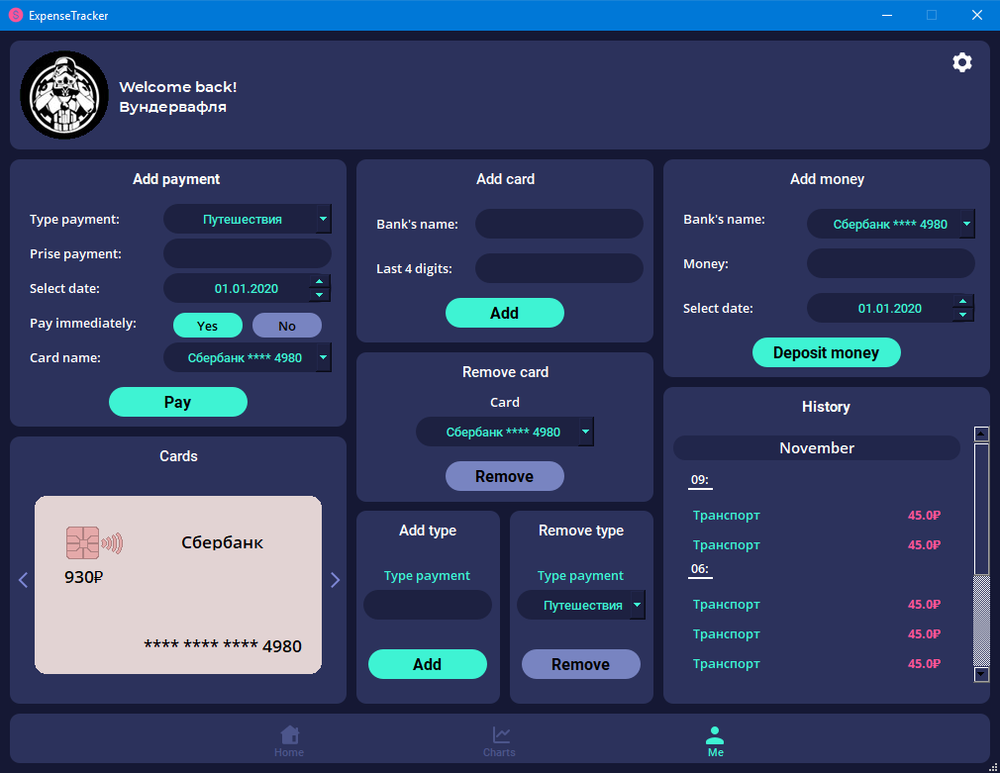 ExpenseTracker
Welcome back!
Вундервафля
Add payment
Type payment:
Путешествия
Prise payment:
Select date:
01.01.2020
Pay immediately:
Yes
No
Card name:
Сбербанк **** 4980
Pay
Cards
Сбербанк
930₽
**** **** **** 4980
Add card
Bank's name:
Last 4 digits:
Add
Remove card
Card
Сбербанк **** 4980
Remove
Add type
Type payment
Add
Remove type
Type payment
Путешествия
Remove
Add money
Bank's name:
Сбербанк **** 4980
Money:
Select date:
01.01.2020
Deposit money
History
November
09:
Транспорт 45.0₽
Транспорт 45.0₽
06:
Транспорт 45.0₽
Транспорт 45.0₽
Транспорт 45.0₽
Home
Charts
Me